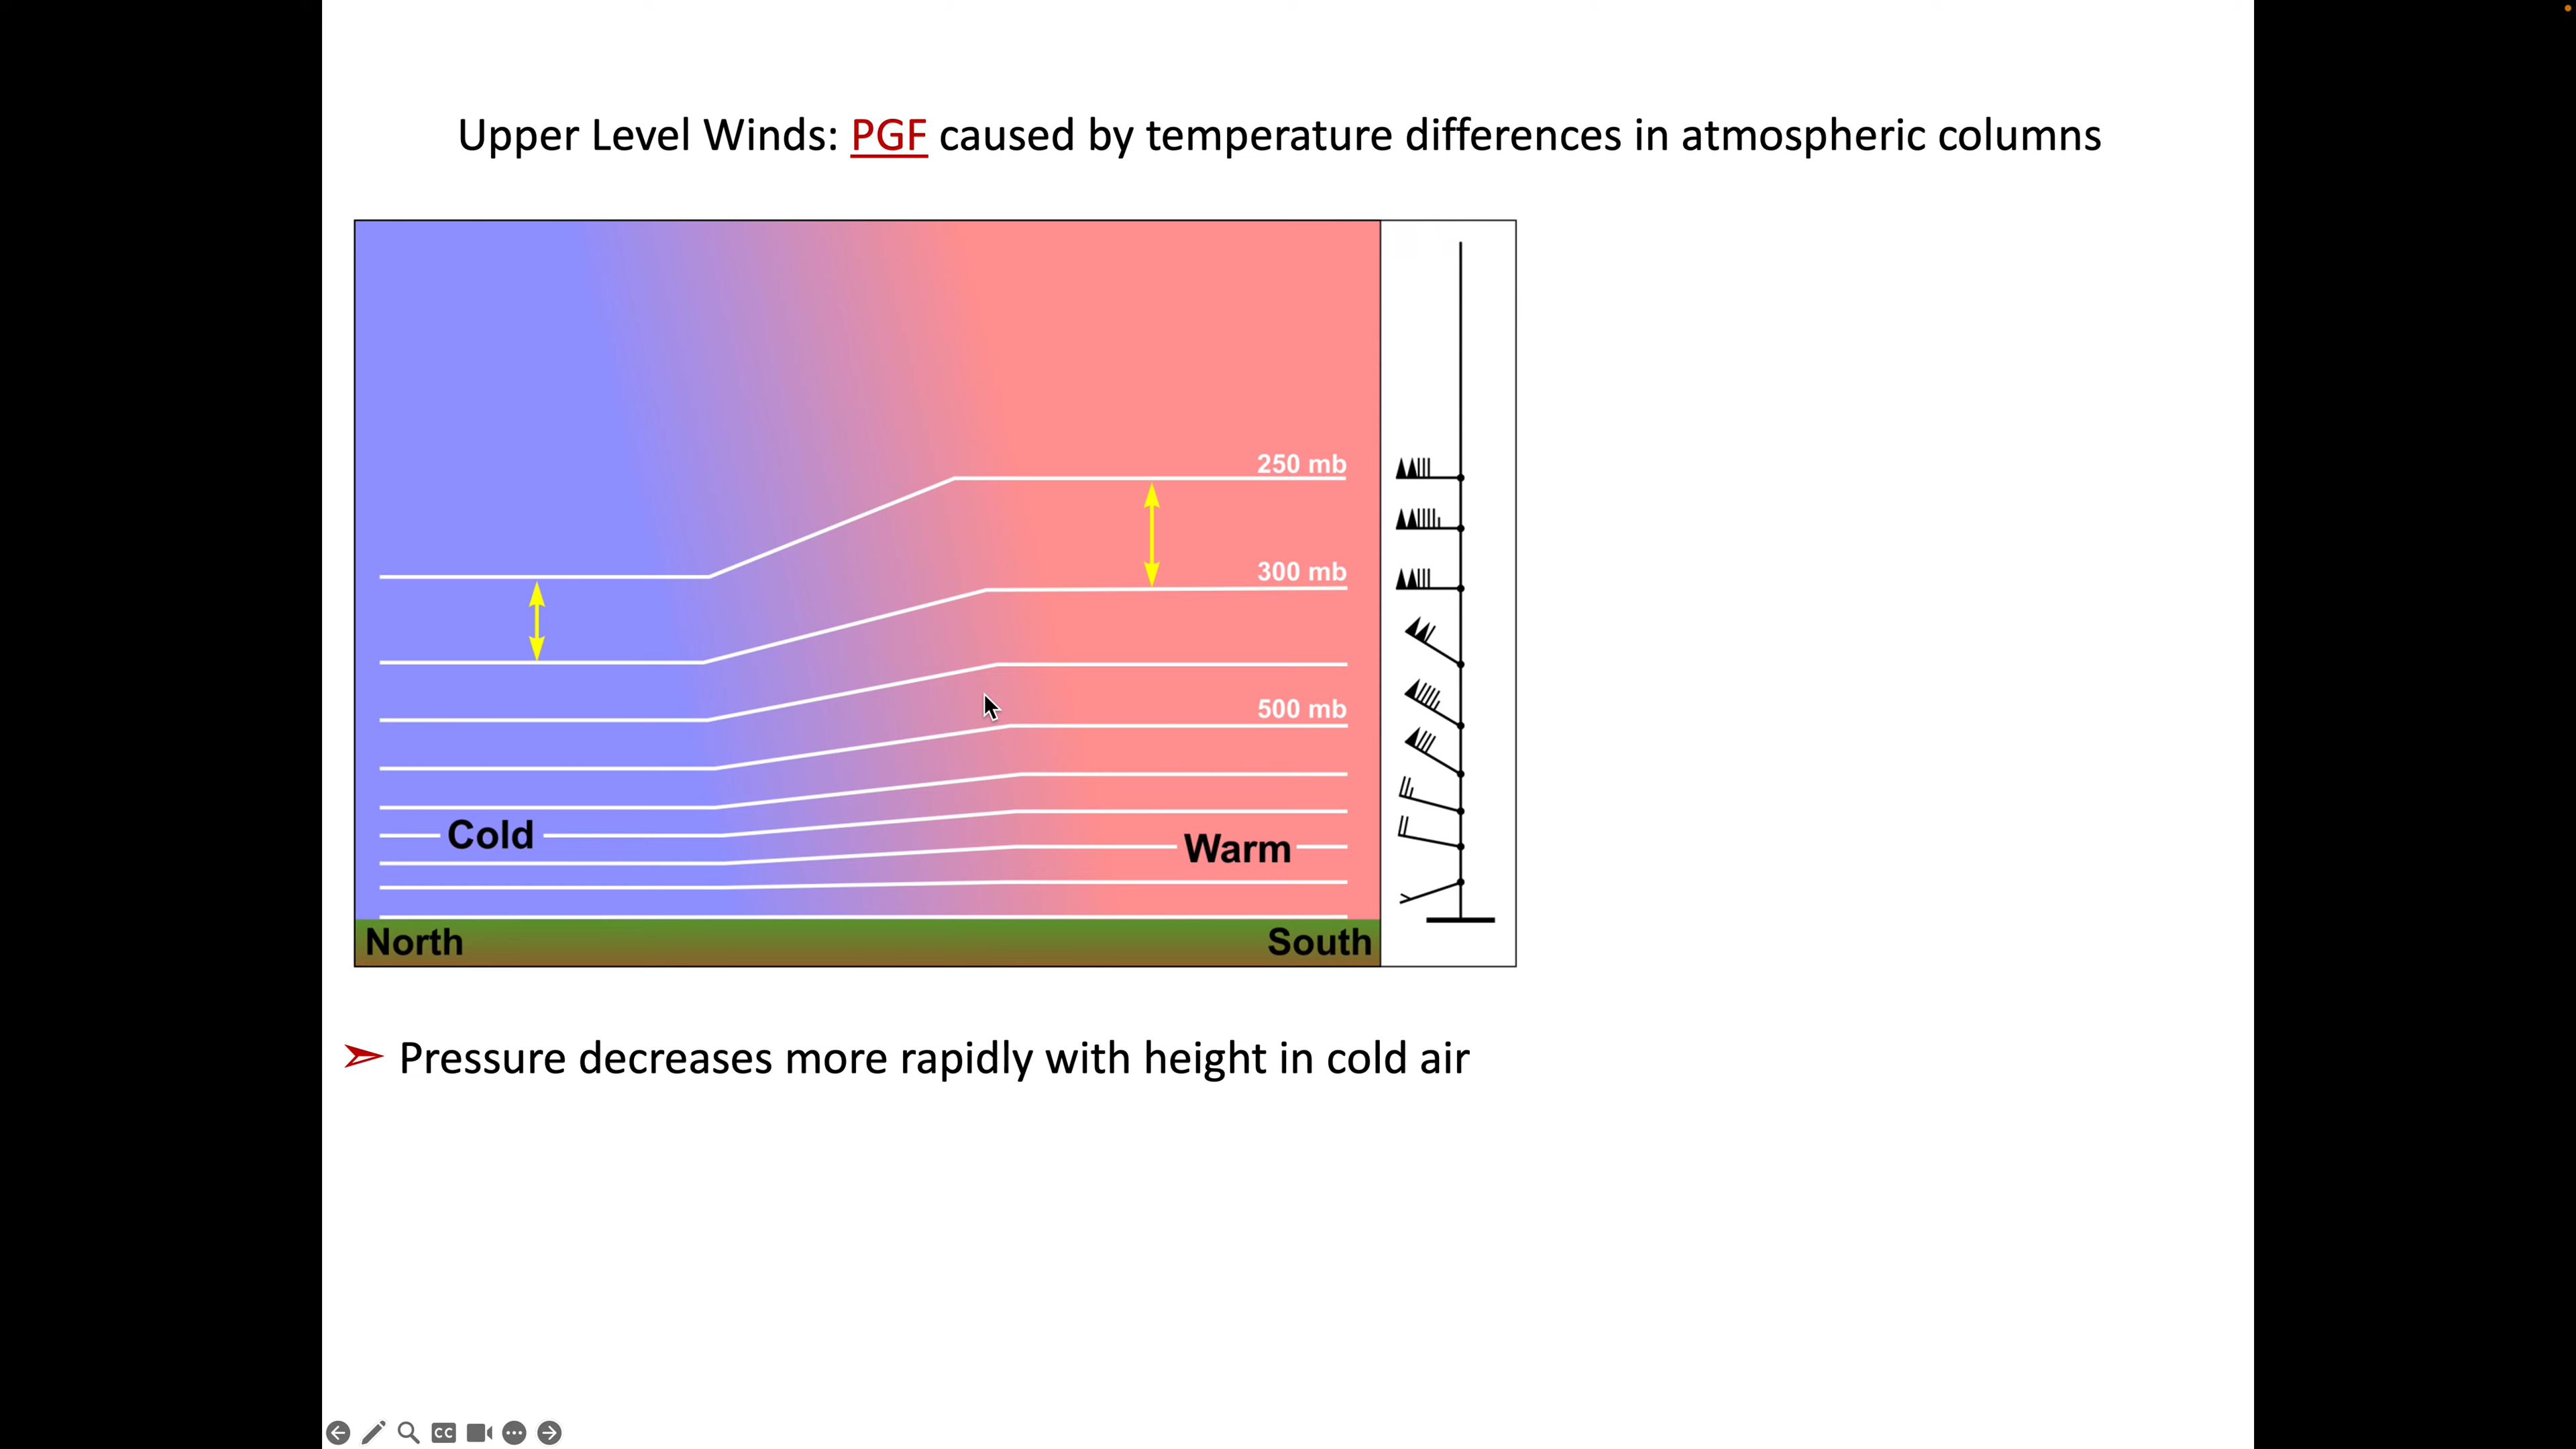 Upper Level Winds: PGF caused by temperature differences in atmospheric columns
250 mb
300 mb
500 mb
Cold
Warm
North
South
➢ Pressure decreases more rapidly with height in cold air
CC